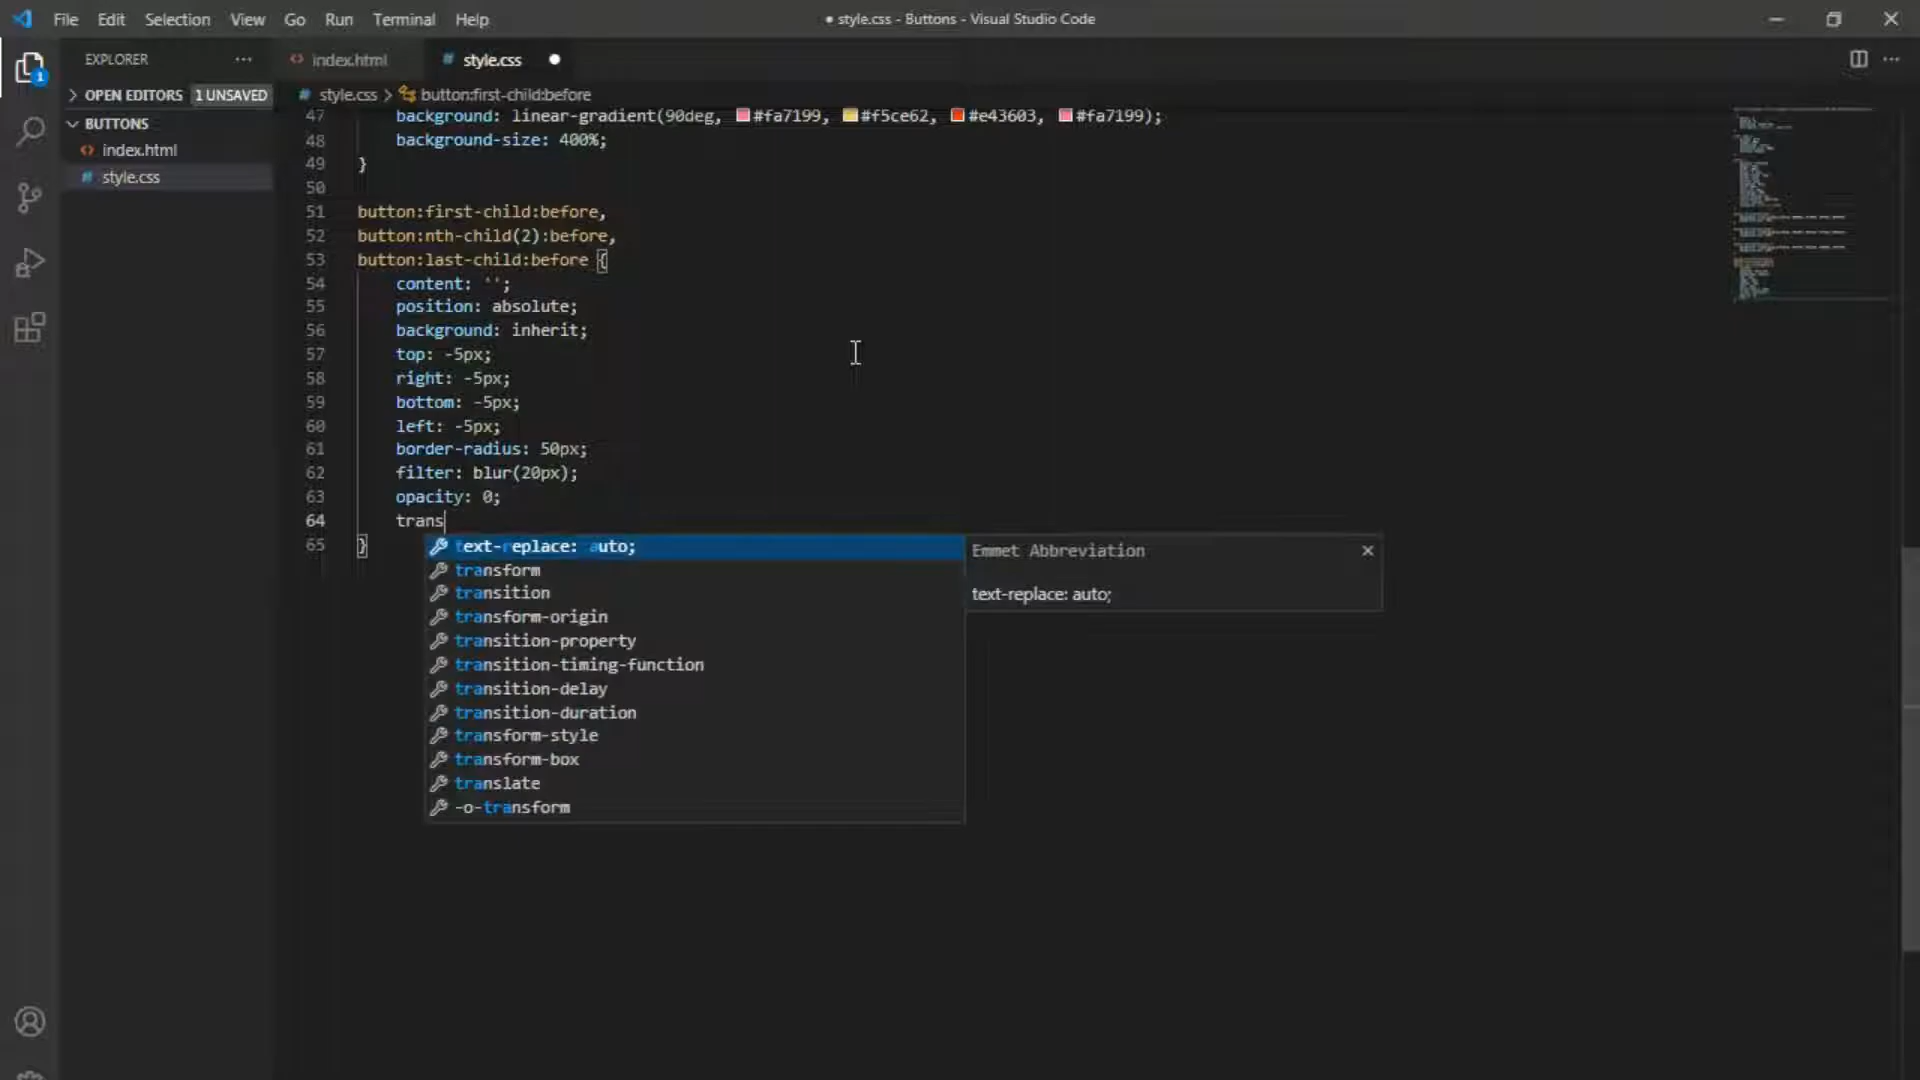 File Edit Selection View Go Run Terminal Help
● style.css - Buttons - Visual Studio Code
EXPLORER
index.html
style.css
OPEN EDITORS 1 UNSAVED
BUTTONS
index.html
style.css
1
style.css > button:first-child:before
47 background: linear-gradient(90deg, #fa7199, #f5ce62, #e43603, #fa7199);
48 background-size: 400%;
49 }
50
51 button:first-child:before,
52 button:nth-child(2):before,
53 button:last-child:before {
54 content: '';
55 position: absolute;
56 background: inherit;
57 top: -5px;
58 right: -5px;
59 bottom: -5px;
60 left: -5px;
61 border-radius: 50px;
62 filter: blur(20px);
63 opacity: 0;
64 trans
65 }
text-replace: auto;
transform
transition
transform-origin
transition-property
transition-timing-function
transition-delay
transition-duration
transform-style
transform-box
translate
-o-transform
Emmet Abbreviation
text-replace: auto;